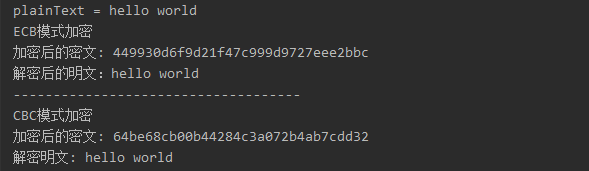 plainText = hello world
ECB模式加密
加密后的密文: 449930d6f9d21f47c999d9727eee2bbc
解密后的明文：hello world
------------------------------------
CBC模式加密
加密后的密文: 64be68cb00b44284c3a072b4ab7cdd32
解密明文: hello world